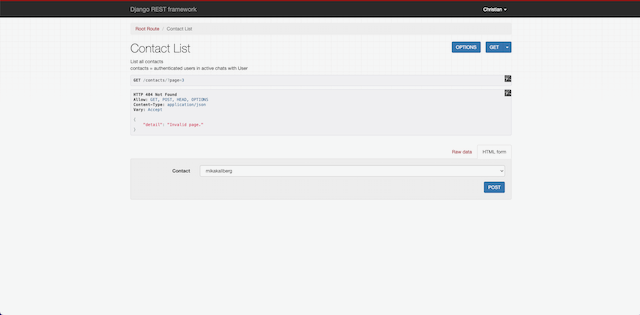 Django REST framework
Christian
Root Route / Contact List
Contact List
OPTIONS
GET
List all contacts
contacts = authenticated users in active chats with User
GET /contacts/?page=3
HTTP 404 Not Found
Allow: GET, POST, HEAD, OPTIONS
Content-Type: application/json
Vary: Accept
{
"detail": "Invalid page."
}
Raw data
HTML form
Contact
mikakallberg
POST